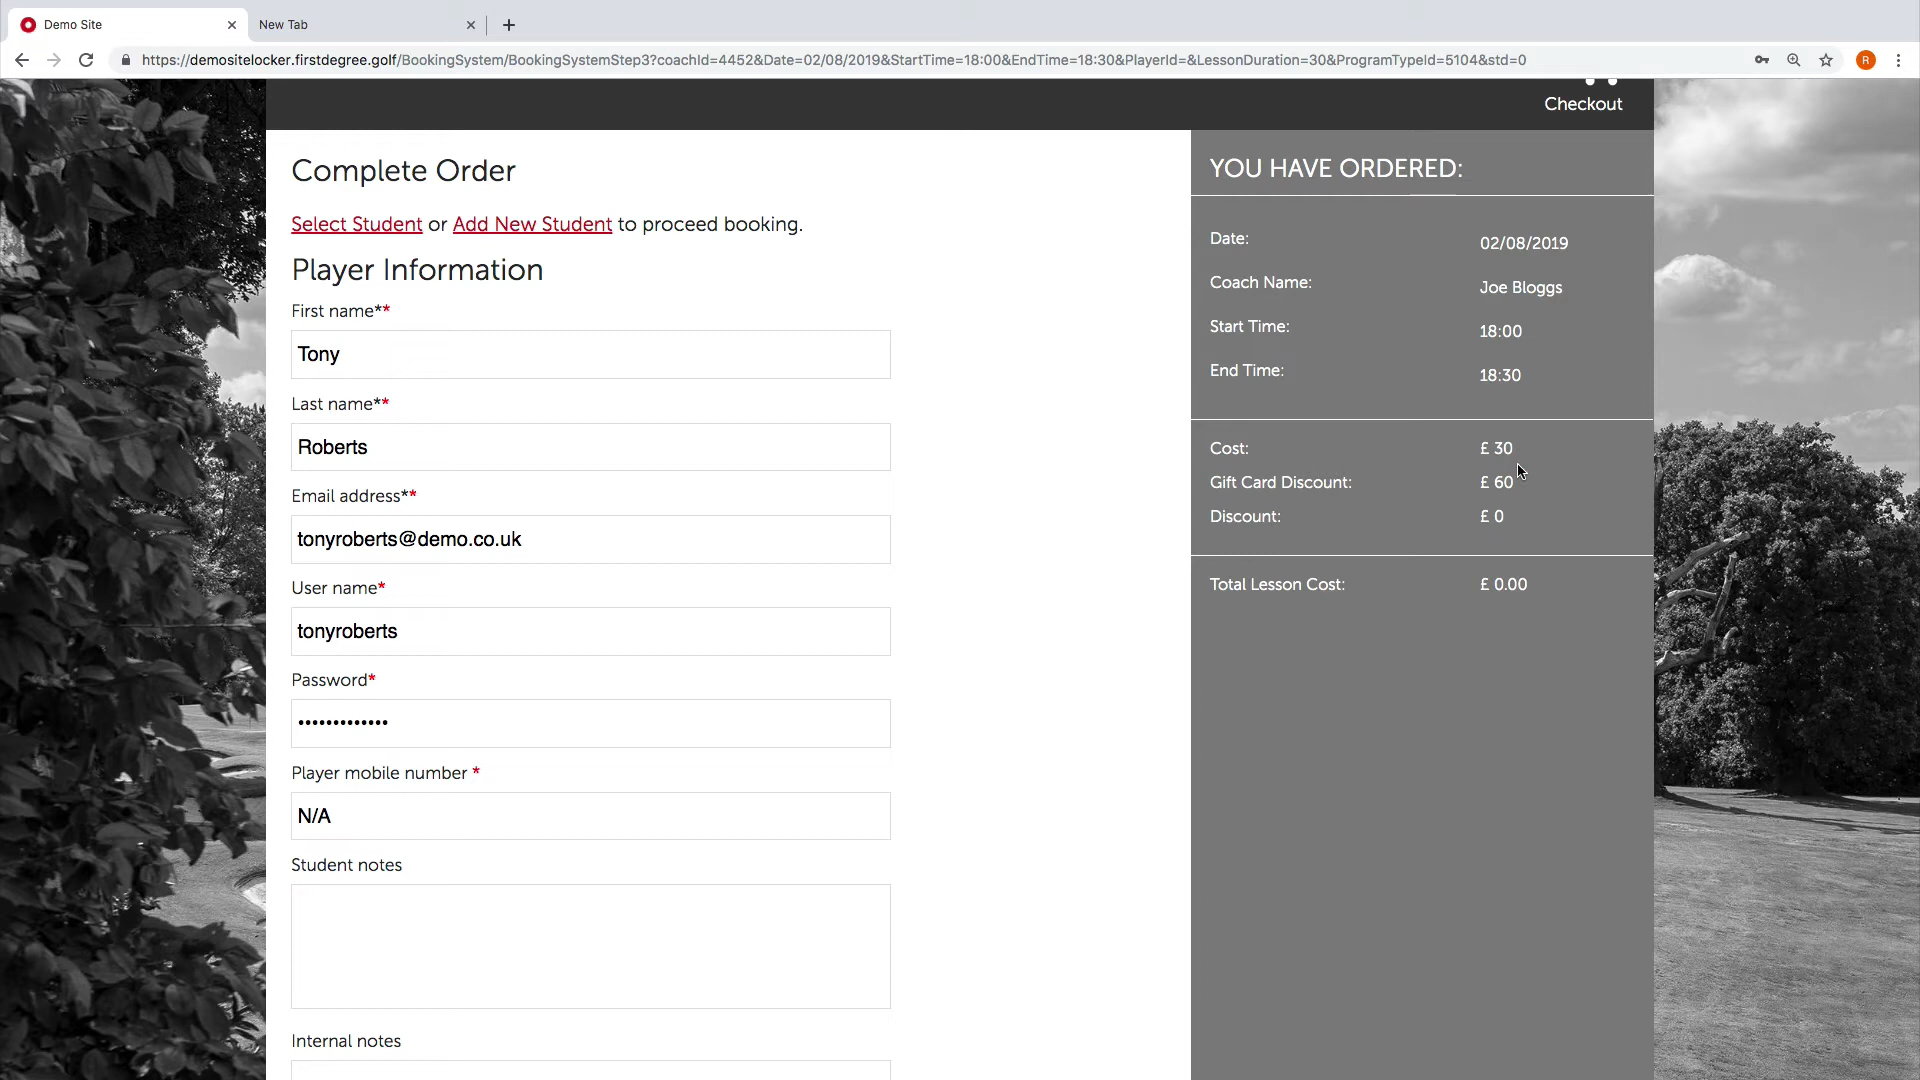 Demo Site
New Tab
https://demositelocker.firstdegree.golf/BookingSystem/BookingSystemStep3?coachId=4452&Date=02/08/2019&StartTime=18:00&EndTime=18:30&PlayerId=&LessonDuration=30&ProgramTypeId=5104&std=0
R
Checkout
Complete Order
Select Student or Add New Student to proceed booking.
Player Information
First name**
Tony
Last name**
Roberts
Email address**
tonyroberts@demo.co.uk
User name*
tonyroberts
Password*
•••••••••••••
Player mobile number *
N/A
Student notes
Internal notes
YOU HAVE ORDERED:
Date: 02/08/2019
Coach Name: Joe Bloggs
Start Time: 18:00
End Time: 18:30
Cost: £ 30
Gift Card Discount: £ 60
Discount: £ 0
Total Lesson Cost: £ 0.00